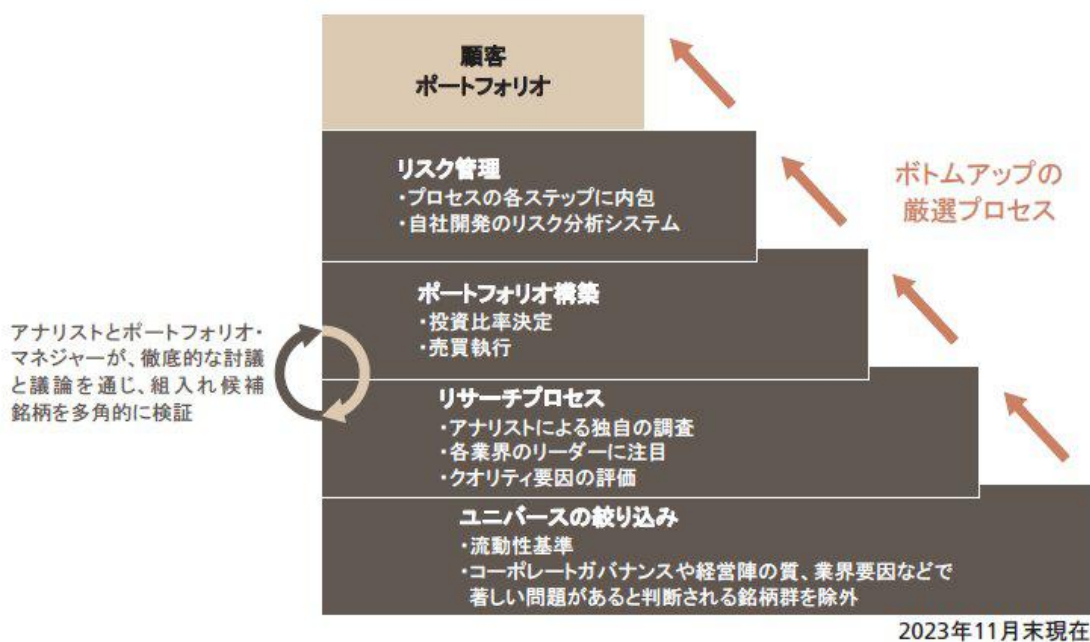 顧客
ポートフォリオ
リスク管理
・プロセスの各ステップに内包
・自社開発のリスク分析システム
ボトムアップの
厳選プロセス
ポートフォリオ構築
・投資比率決定
・売買執行
アナリストとポートフォリオ・
マネジャーが、徹底的な討議
と議論を通じ、組入れ候補
銘柄を多角的に検証
リサーチプロセス
・アナリストによる独自の調査
・各業界のリーダーに注目
・クオリティ要因の評価
ユニバースの絞り込み
・流動性基準
・コーポレートガバナンスや経営陣の質、業界要因などで
著しい問題があると判断される銘柄群を除外
2023年11月末現在